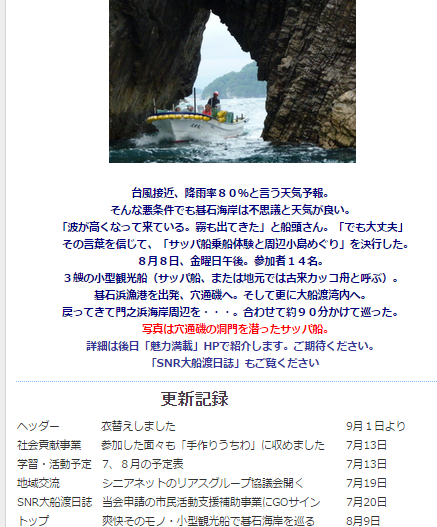 台風接近、降雨率８０％と言う天気予報。
そんな悪条件でも碁石海岸は不思議と天気が良い。
「波が高くなって来ている。霧も出てきた」と船頭さん。「でも大丈夫」
その言葉を信じて、「サッパ船乗船体験と周辺小島めぐり」を決行した。
８月８日、金曜日午後。参加者１４名。
３艘の小型観光船（サッパ船、または地元では古来カッコ舟と呼ぶ）。
碁石浜漁港を出発、穴通磯へ。そして更に大船渡湾内へ。
戻ってきて門之浜海岸周辺を・・・。合わせて約９０分かけて巡った。
写真は穴通磯の洞門を潜ったサッパ船。
詳細は後日「魅力満載」HPで紹介します。ご期待ください。
「SNR大船渡日誌」もご覧ください
更新記録
ヘッダー 衣替えしました 9月１日より
社会貢献事業 参加した面々も「手作りうちわ」に収めました 7月13日
学習・活動予定 ７、８月の予定表 7月13日
地域交流 シニアネットのリアスグループ協議会開く 7月19日
SNR大船渡日誌 当会申請の市民活動支援補助事業にGOサイン 7月20日
トップ 爽快そのモノ・小型観光船で碁石海岸を巡る 8月9日